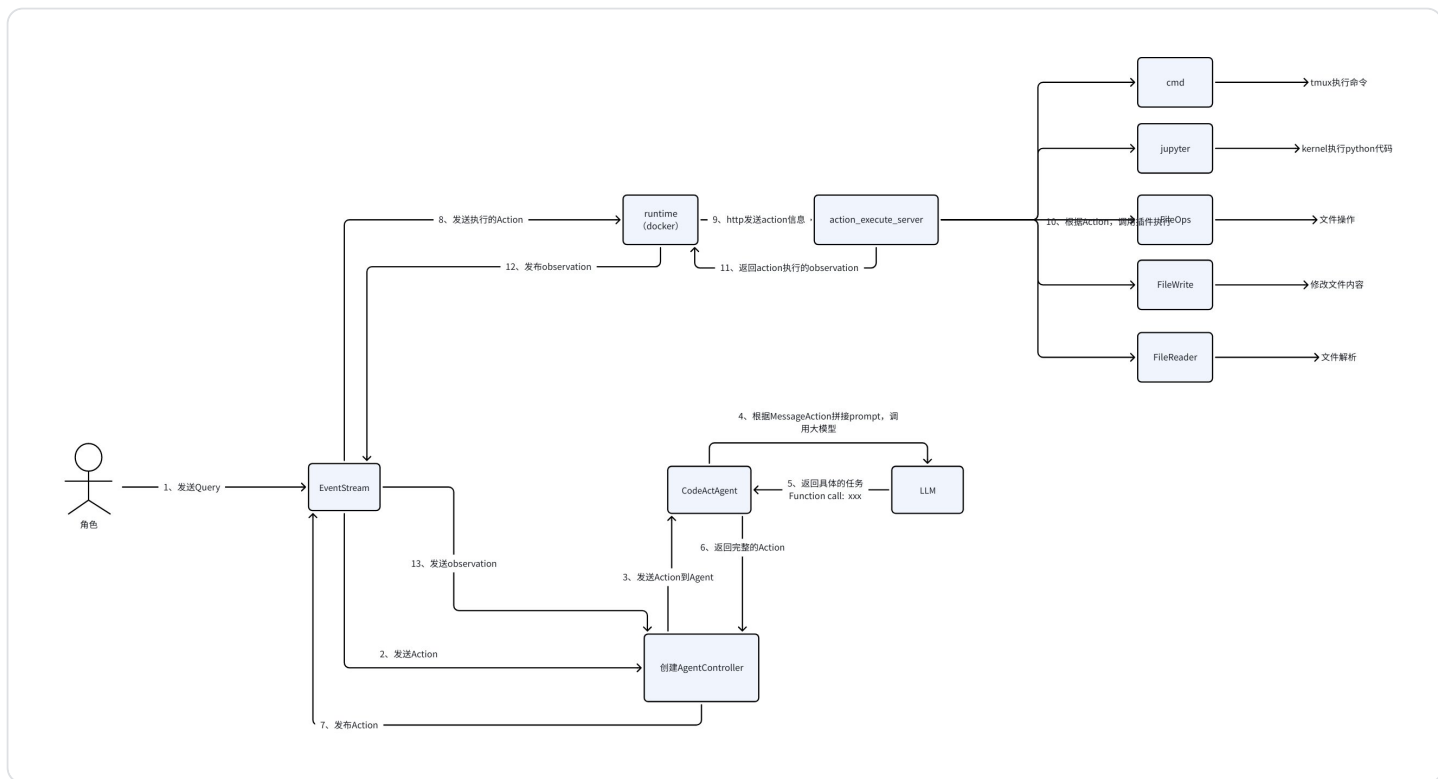 cmd
tmux执行命令
jupyter
kernel执行python代码
8、发送执行的Action
runtime
（docker）
9、http发送action信息
action_execute_server
10、根据Action，调用插件执行
FileOps
文件操作
12、发布observation
11、返回action执行的observation
FileWrite
修改文件内容
FileReader
文件解析
4、根据MessageAction拼接prompt，调
用大模型
1、发送Query
EventStream
CodeActAgent
5、返回具体的任务
Function call: xxx
LLM
角色
6、返回完整的Action
13、发送observation
3、发送Action到Agent
2、发送Action
创建AgentController
7、发布Action